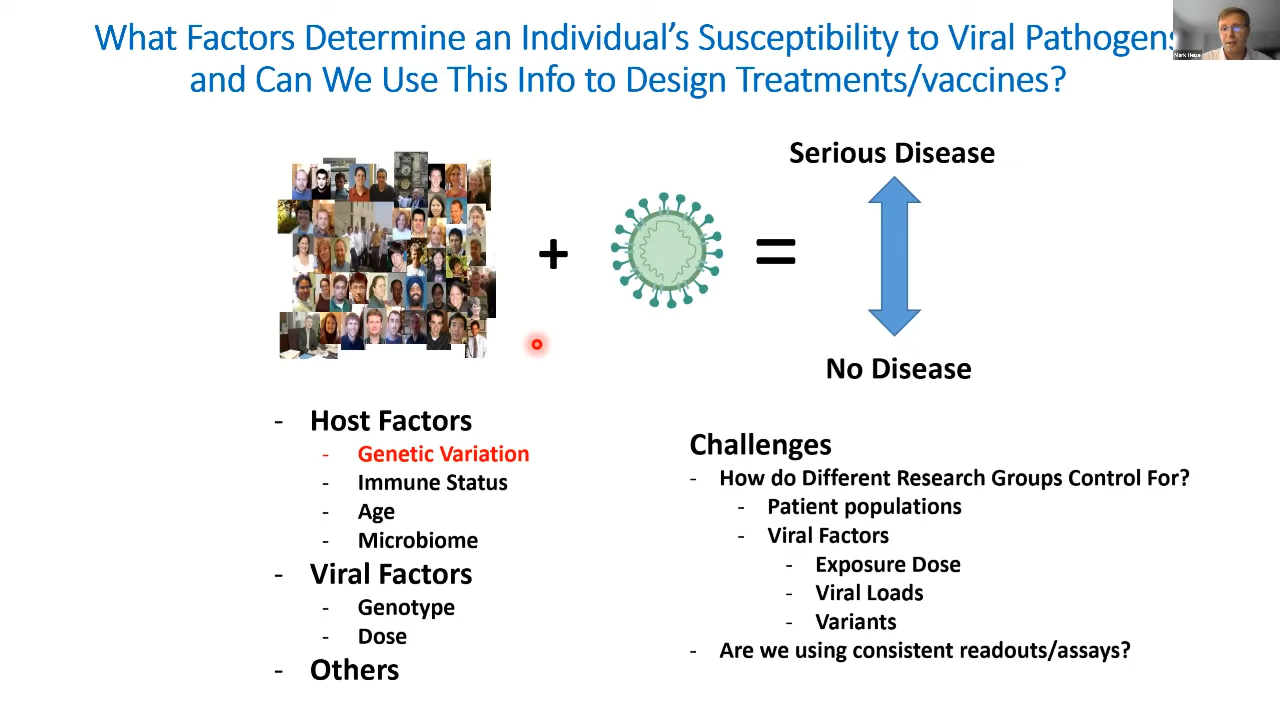 What Factors Determine an Individual's Susceptibility to Viral Pathogens
and Can We Use This Info to Design Treatments/vaccines?
Serious Disease
+
=
No Disease
- Host Factors
- Genetic Variation
- Immune Status
- Age
- Microbiome
- Viral Factors
- Genotype
- Dose
- Others
Challenges
- How do Different Research Groups Control For?
- Patient populations
- Viral Factors
- Exposure Dose
- Viral Loads
- Variants
- Are we using consistent readouts/assays?